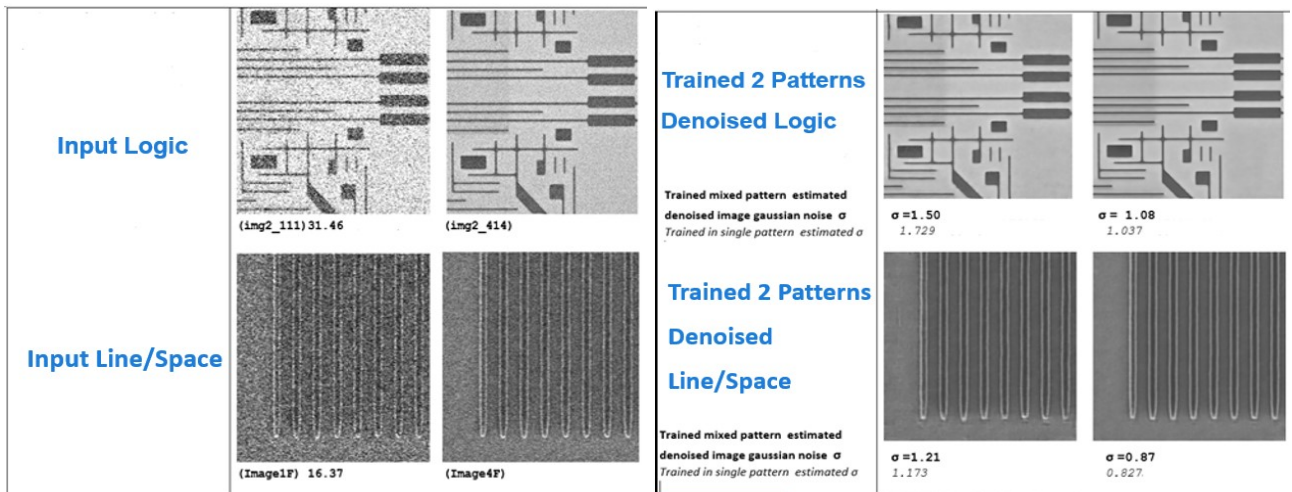 Input Logic
(img2_111)31.46
(img2_414)
Input Line/Space
(Image1F) 16.37
(Image4F)
Trained 2 Patterns
Denoised Logic
Trained mixed pattern estimated
denoised image gaussian noise σ
Trained in single pattern estimated σ
σ =1.50
1.729
σ = 1.08
1.037
Trained 2 Patterns
Denoised
Line/Space
Trained mixed pattern estimated
denoised image gaussian noise σ
Trained in single pattern estimated σ
σ =1.21
1.173
σ =0.87
0.827